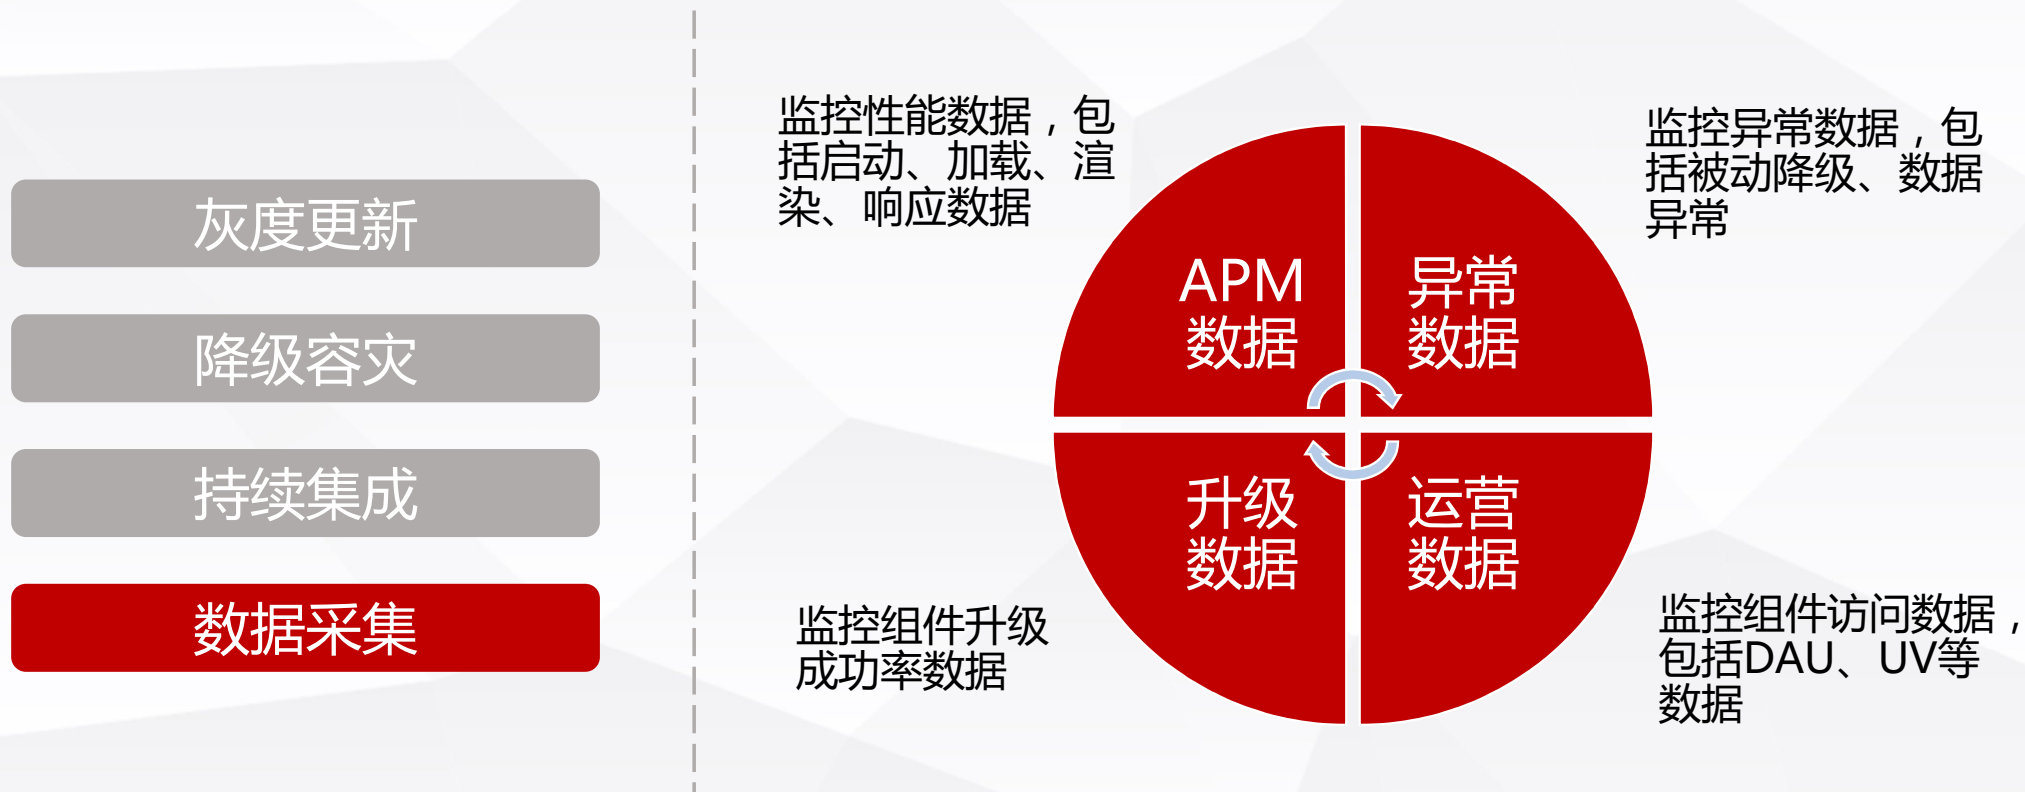 灰度更新
降级容灾
持续集成
数据采集
监控性能数据，包
括启动、加载、渲
染、响应数据
APM
数据
异常
数据
监控异常数据，包
括被动降级、数据
异常
升级
数据
运营
数据
监控组件升级
成功率数据
监控组件访问数据，
包括DAU、UV等
数据